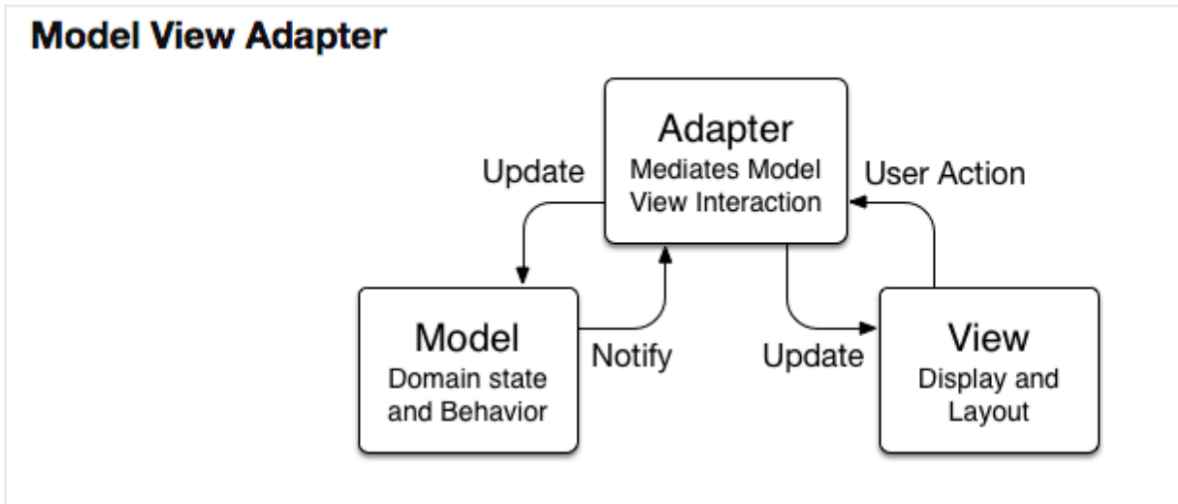 Model View Adapter
Adapter
Mediates Model
View Interaction
Update
User Action
Model
Domain state
and Behavior
Notify
Update
View
Display and
Layout